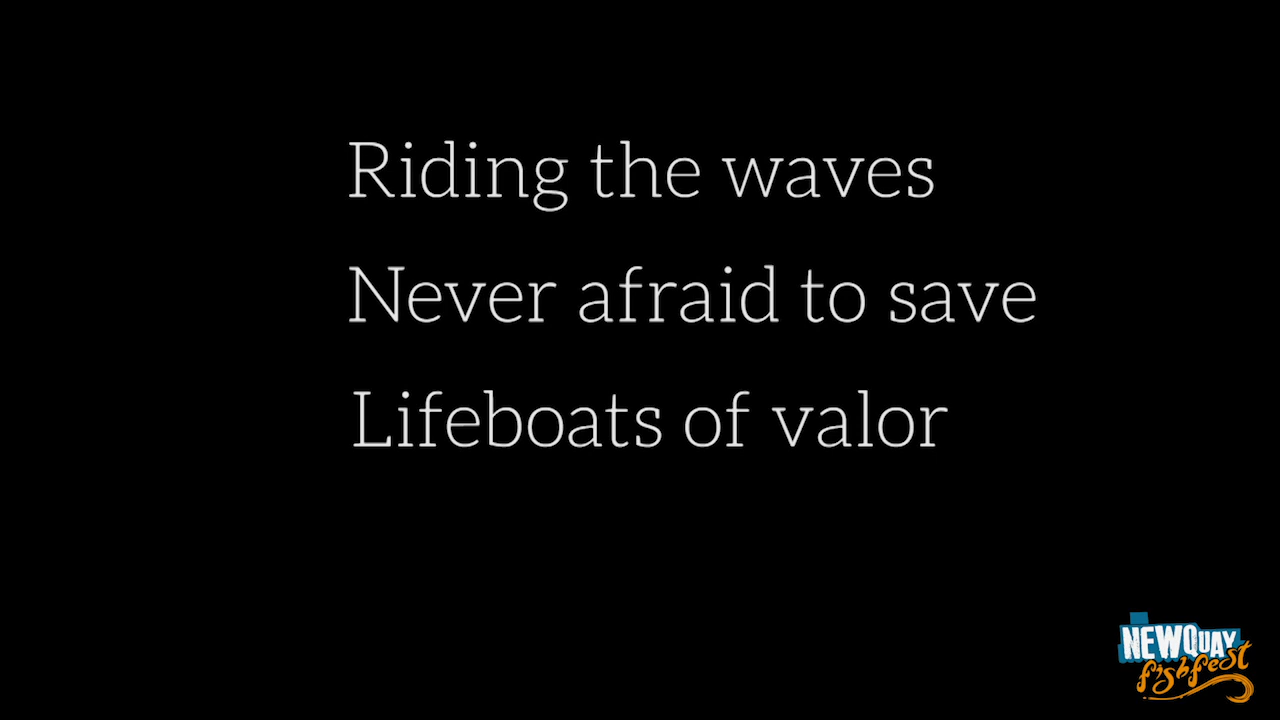 Riding the waves
Never afraid to save
Lifeboats of valor
NEWQUAY
fishfest